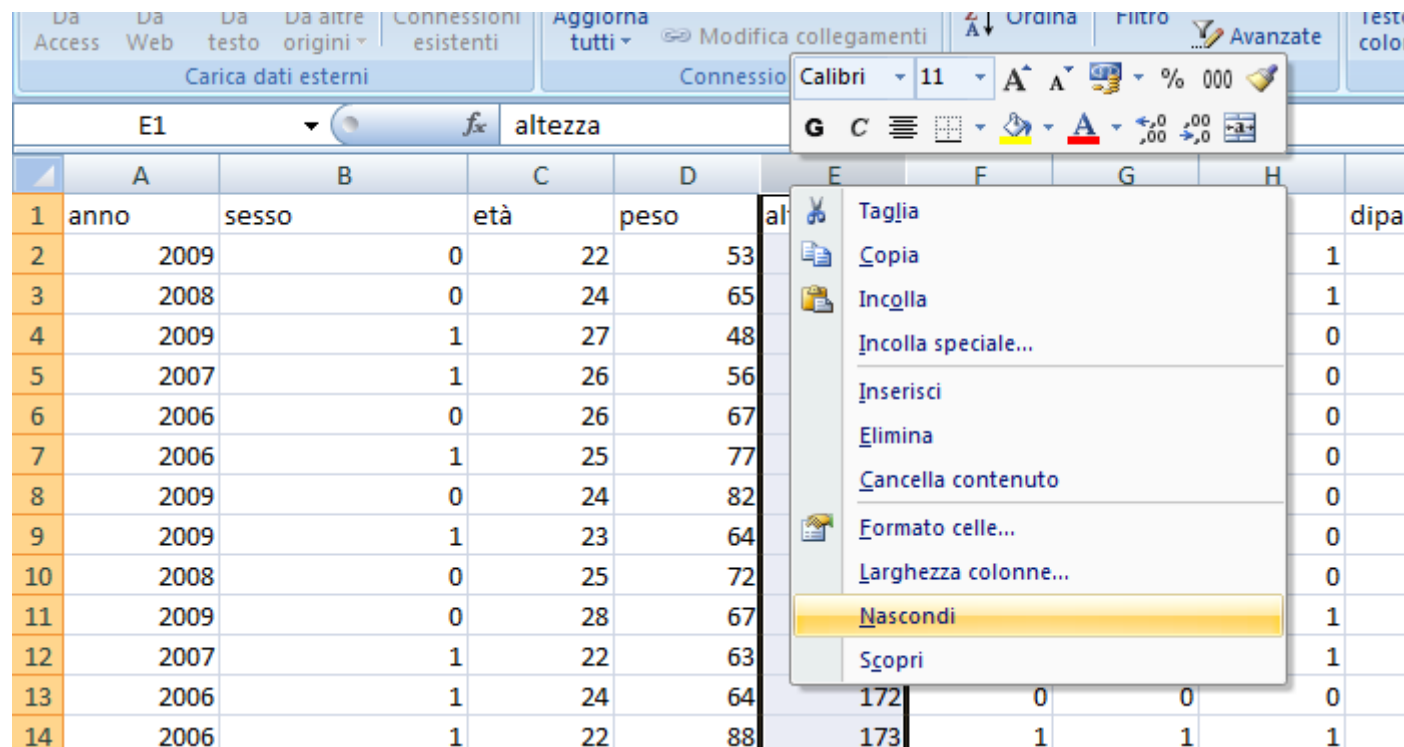 Da Da Da Da altre Connessioni Aggiorna Ordina Filtro
Access Web testo origini esistenti tutti Modifica collegamenti Avanzate
Carica dati esterni
Calibri 11 A A % 000
E1 fx altezza G C A ,0 ,00 ,00 ,0 a
A B C D E F G H
1 anno sesso età peso
2 2009 0 22 53 1
3 2008 0 24 65 1
4 2009 1 27 48 0
5 2007 1 26 56 0
6 2006 0 26 67 0
7 2006 1 25 77 0
8 2009 0 24 82 0
9 2009 1 23 64 0
10 2008 0 25 72 0
11 2009 0 28 67 1
12 2007 1 22 63 1
13 2006 1 24 64 172 0 0 0
14 2006 1 22 88 173 1 1 1
Taglia
Copia
Incolla
Incolla speciale...
Inserisci
Elimina
Cancella contenuto
Formato celle...
Larghezza colonne...
Nascondi
Scopri